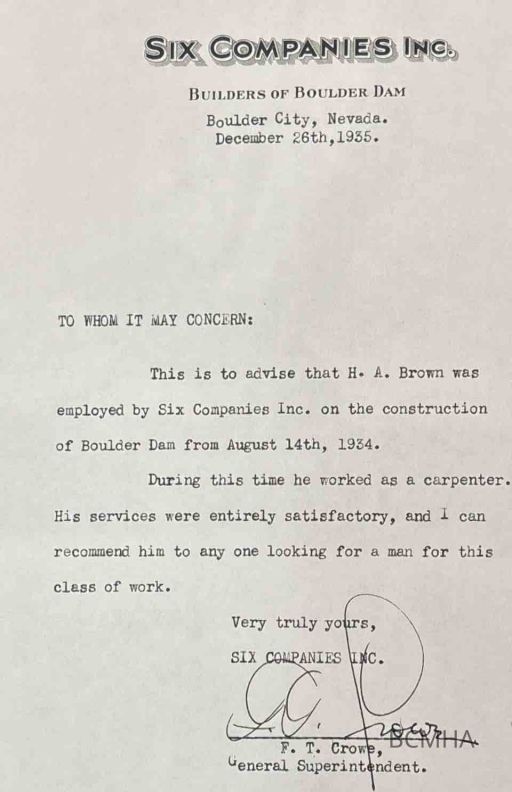 SIX COMPANIES INC.
BUILDERS OF BOULDER DAM
Boulder City, Nevada.
December 26th,1935.
TO WHOM IT MAY CONCERN:
This is to advise that H. A. Brown was
employed by Six Companies Inc. on the construction
of Boulder Dam from August 14th, 1934.
During this time he worked as a carpenter.
His services were entirely satisfactory, and I can
recommend him to any one looking for a man for this
class of work.
Very truly yours,
SIX COMPANIES INC.
F. T. Crowe,
General Superintendent.
BCMHA